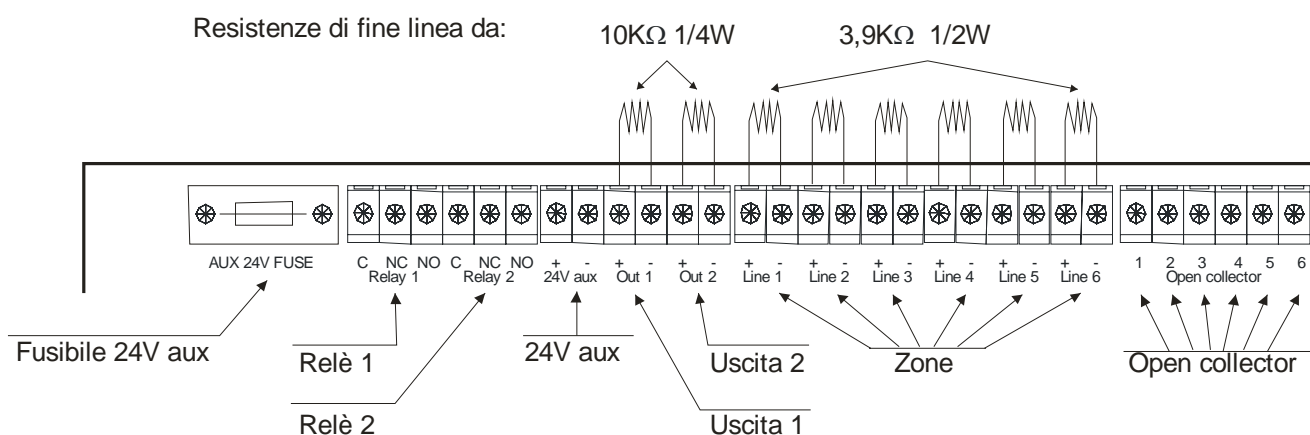 Resistenze di fine linea da:
10KΩ 1/4W
3,9KΩ 1/2W
AUX 24V FUSE
C NC NO C NC NO + - + - + - + - + - + - + - + - + - 1 2 3 4 5 6
Relay 1 Relay 2 24V aux Out 1 Out 2 Line 1 Line 2 Line 3 Line 4 Line 5 Line 6 Open collector
Fusibile 24V aux
Relè 1
24V aux
Uscita 2
Zone
Open collector
Relè 2
Uscita 1